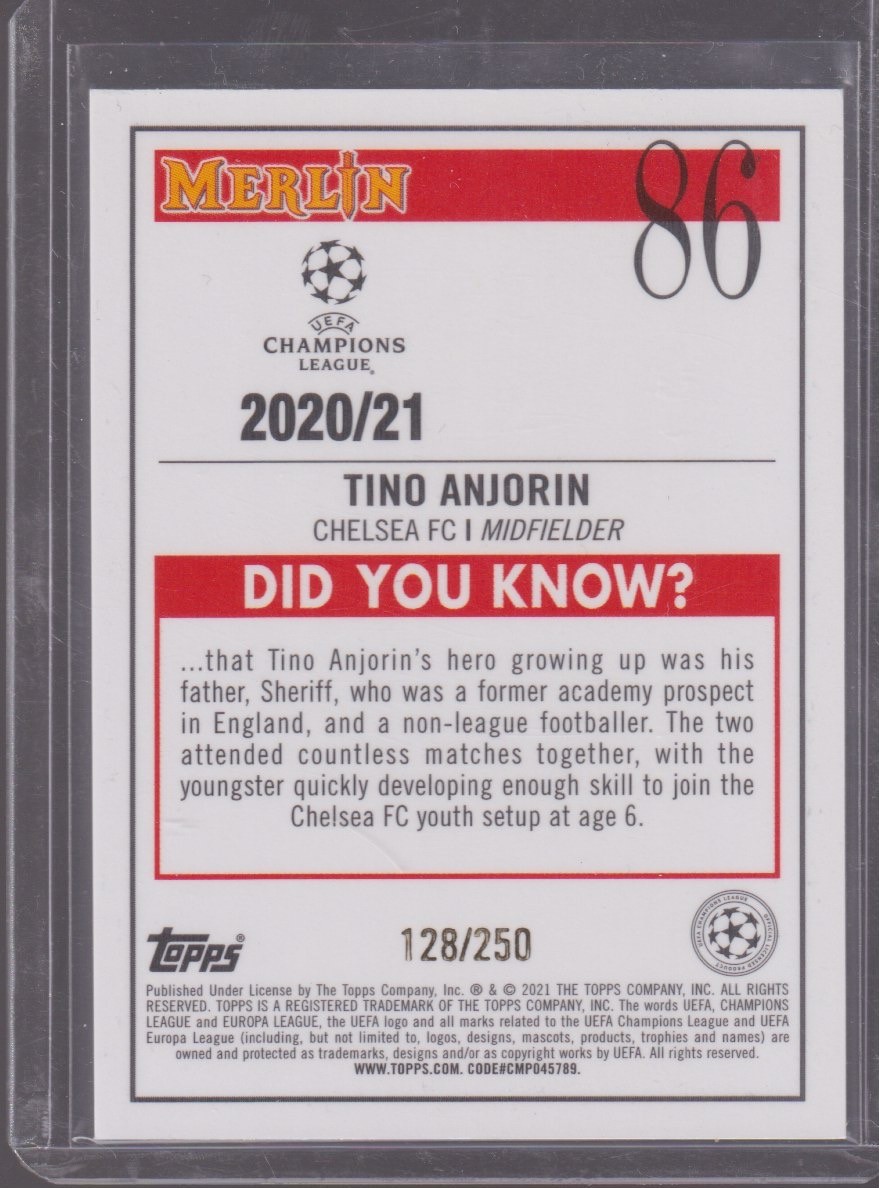 MERLIN
86
UEFA
CHAMPIONS
LEAGUE®
2020/21
TINO ANJORIN
CHELSEA FC | MIDFIELDER
DID YOU KNOW?
...that Tino Anjorin's hero growing up was his
father, Sheriff, who was a former academy prospect
in England, and a non-league footballer. The two
attended countless matches together, with the
youngster quickly developing enough skill to join the
Chelsea FC youth setup at age 6.
topps®
128/250
UEFA CHAMPIONS LEAGUE OFFICIAL LICENSED PRODUCT
Published Under License by The Topps Company, Inc. ® & © 2021 THE TOPPS COMPANY, INC. ALL RIGHTS
RESERVED. TOPPS IS A REGISTERED TRADEMARK OF THE TOPPS COMPANY, INC. The words UEFA, CHAMPIONS
LEAGUE and EUROPA LEAGUE, the UEFA logo and all marks related to the UEFA Champions League and UEFA
Europa League (including, but not limited to, logos, designs, mascots, products, trophies and names) are
owned and protected as trademarks, designs and/or as copyright works by UEFA. All rights reserved.
WWW.TOPPS.COM. CODE#CMP045789.